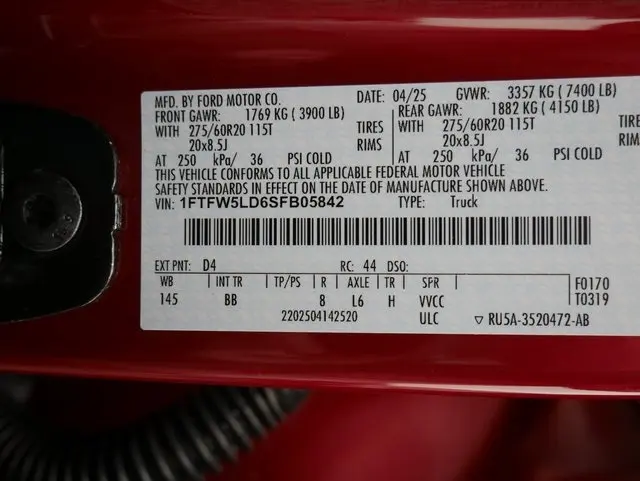 MFD. BY FORD MOTOR CO. DATE: 04/25 GVWR: 3357 KG ( 7400 LB)
FRONT GAWR: 1769 KG ( 3900 LB) REAR GAWR: 1882 KG ( 4150 LB)
WITH 275/60R20 115T TIRES WITH 275/60R20 115T TIRES
20x8.5J RIMS 20x8.5J RIMS
AT 250 kPa/ 36 PSI COLD AT 250 kPa/ 36 PSI COLD
THIS VEHICLE CONFORMS TO ALL APPLICABLE FEDERAL MOTOR VEHICLE
SAFETY STANDARDS IN EFFECT ON THE DATE OF MANUFACTURE SHOWN ABOVE.
VIN: 1FTFW5LD6SFB05842 TYPE: Truck
EXT PNT: D4 RC: 44 DSO:
WB INT TR TP/PS R AXLE TR SPR F0170
145 BB 8 L6 H VVCC T0319
2202504142520 ULC ▽ RU5A-3520472-AB